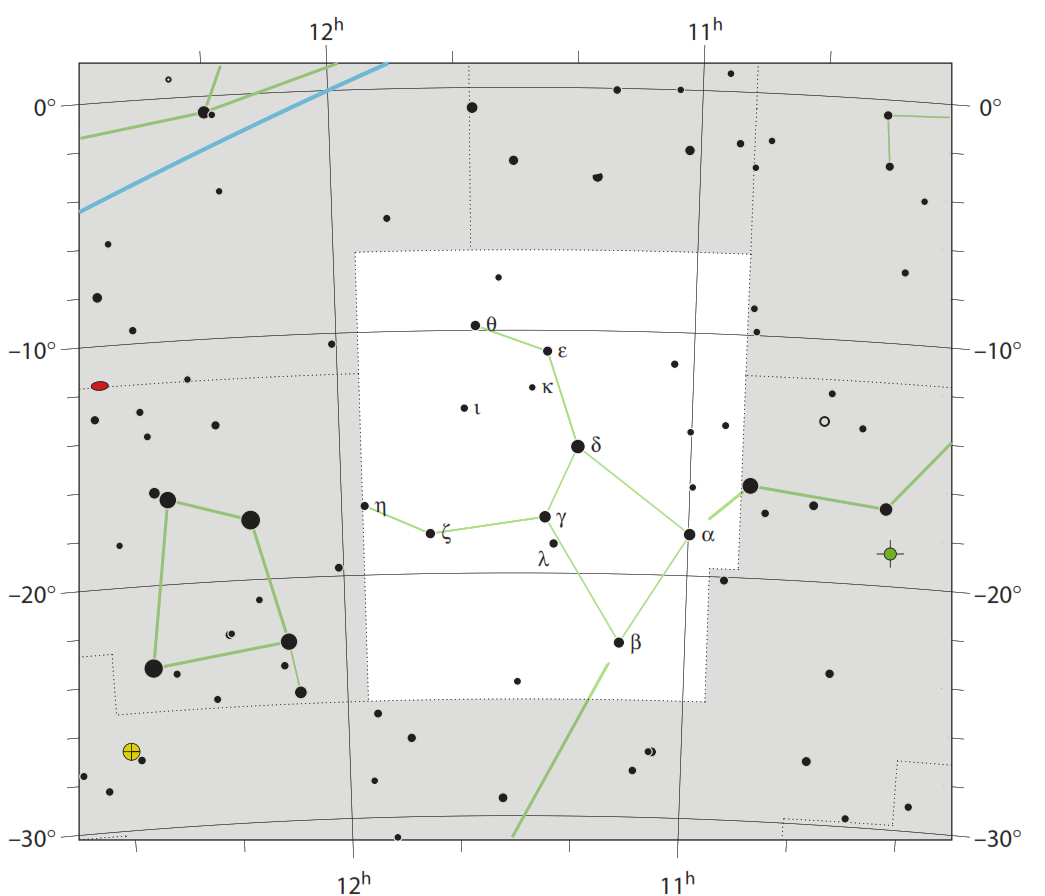 12ʰ 11ʰ
0° 0°
θ
ε
–10° –10°
κ
ι
δ
η γ
ζ α
λ
–20° –20°
β
–30° –30°
12ʰ 11ʰ